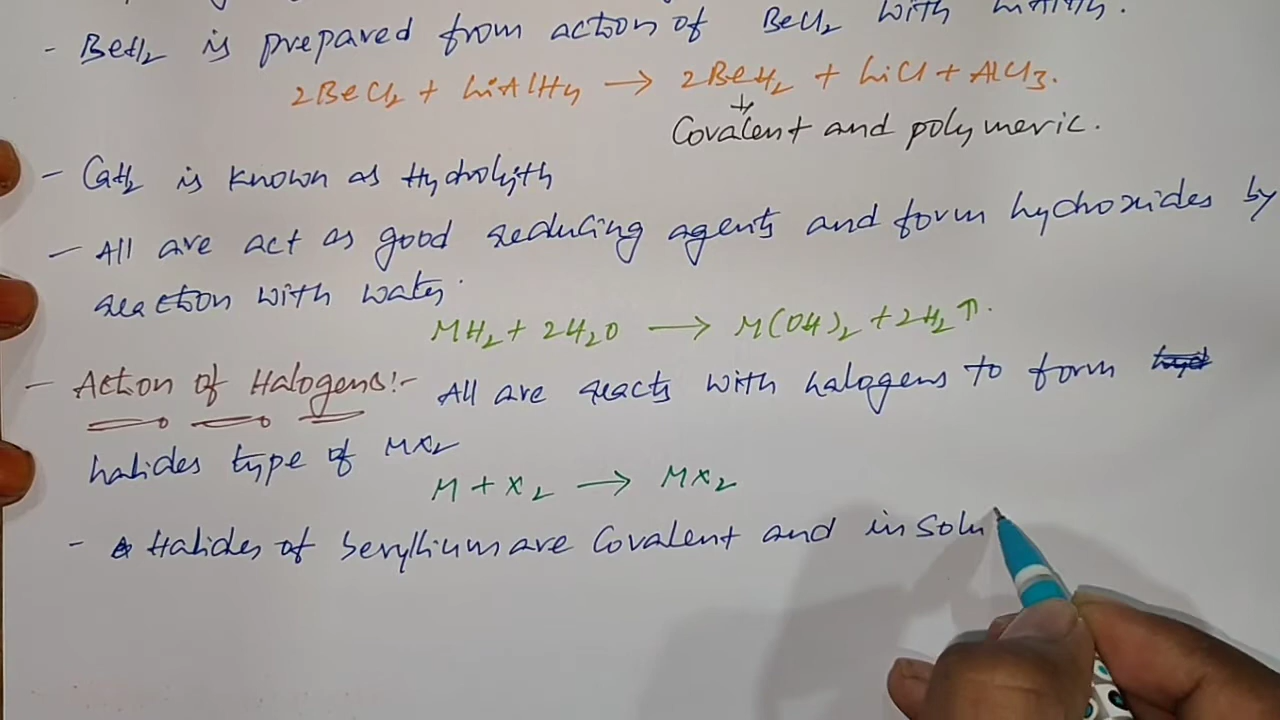 - BeH₂ is prepared from action of BeCl₂ with LiAlH₄.
2BeCl₂ + LiAlH₄ → 2BeH₂ + LiCl + AlCl₃.
Covalent and polymeric.
- CaH₂ is known as Hydrolyth
- All are act as good reducing agents and form hydroxides by
reaction with water.
MH₂ + 2H₂O → M(OH)₂ + 2H₂↑.
- Action of Halogens:- All are reacts with halogens to form
halides type of MX₂
M + X₂ → MX₂
- Halides of beryllium are Covalent and in solu